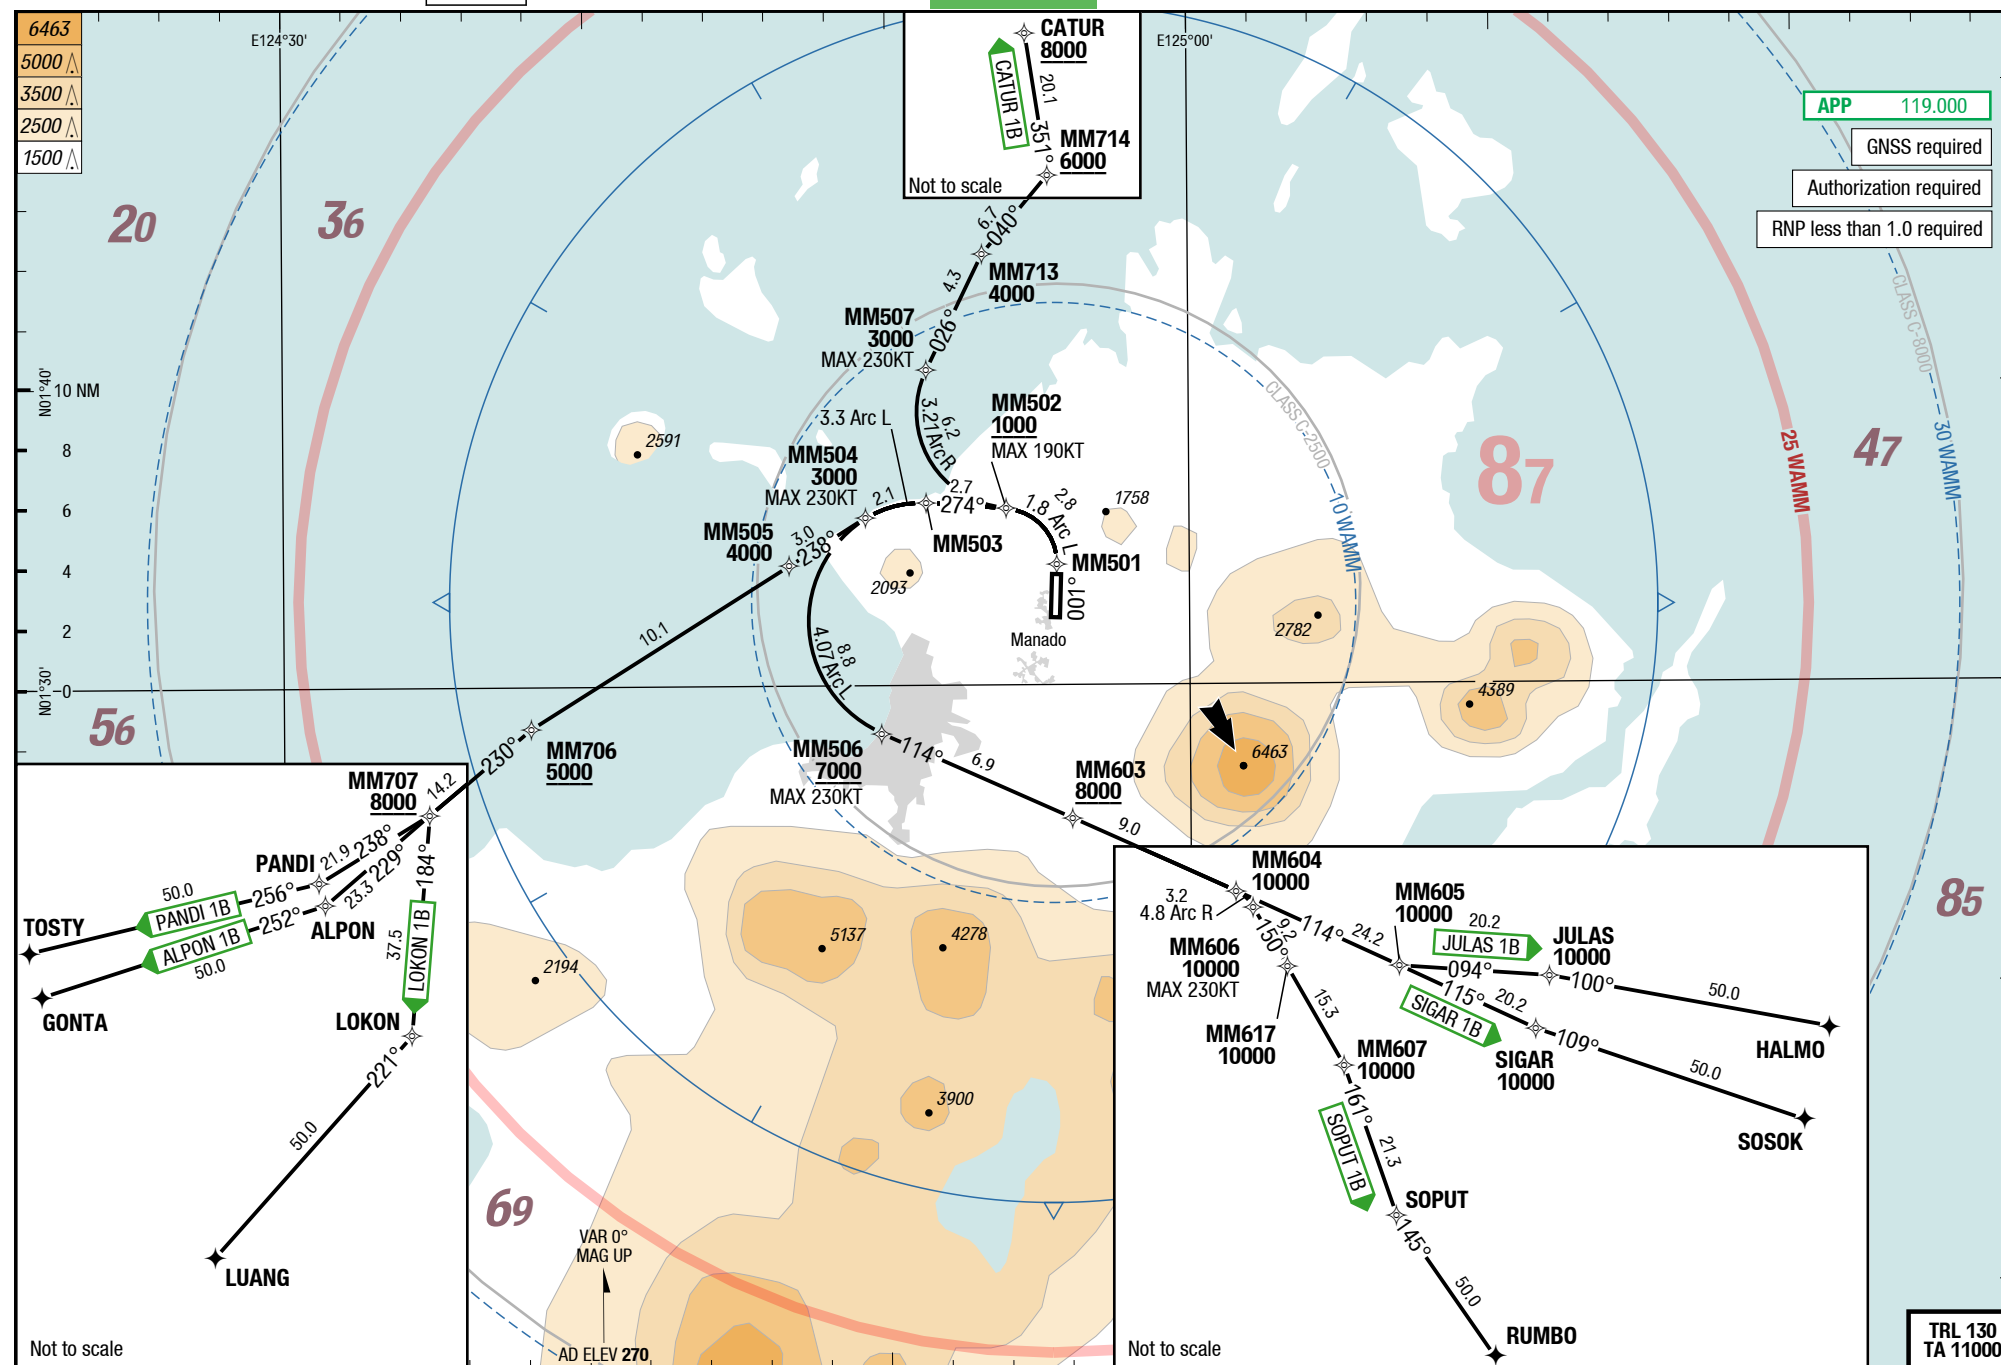 6463
5000
3500
2500
1500
E124°30'
E125°00'
CATUR
8000
20.1
CATUR 1B
351°
MM714
6000
Not to scale
APP 119.000
GNSS required
Authorization required
RNP less than 1.0 required
20
36
6.7
040°
MM713
4000
4.3
026°
MM507
3000
MAX 230KT
CLASS C-8000
N01°40'
10 NM
8
6
4
2
0
N01°30'
3.3 Arc L
3.21 Arc R
6.2
MM502
1000
MAX 190KT
CLASS C-2500
87
25 WAMM
47
30 WAMM
10 WAMM
2591
MM504
3000
MAX 230KT
2.1
2.7
274°
1.8 Arc L
2.8
1758
MM505
4000
3.0
238°
MM503
MM501
2093
001°
Manado
2782
10.1
4.07 Arc L
8.8
4389
56
230°
MM706
5000
MM506
7000
MAX 230KT
114°
6.9
MM603
8000
6463
9.0
MM707
8000
14.2
PANDI
21.9
238°
229°
23.3
184°
50.0
256°
PANDI 1B
TOSTY
252°
ALPON 1B
50.0
ALPON
GONTA
37.5
LOKON 1B
LOKON
221°
50.0
LUANG
Not to scale
5137
4278
2194
3900
69
VAR 0°
MAG UP
AD ELEV 270
MM604
10000
3.2
4.8 Arc R
9.2
150°
114°
24.2
MM605
10000
20.2
JULAS 1B
JULAS
10000
094°
100°
50.0
HALMO
MM606
10000
MAX 230KT
115°
20.2
SIGAR 1B
SIGAR
10000
109°
50.0
SOSOK
MM617
10000
15.3
MM607
10000
161°
SOPUT 1B
21.3
SOPUT
145°
50.0
RUMBO
Not to scale
85
TRL 130
TA 11000